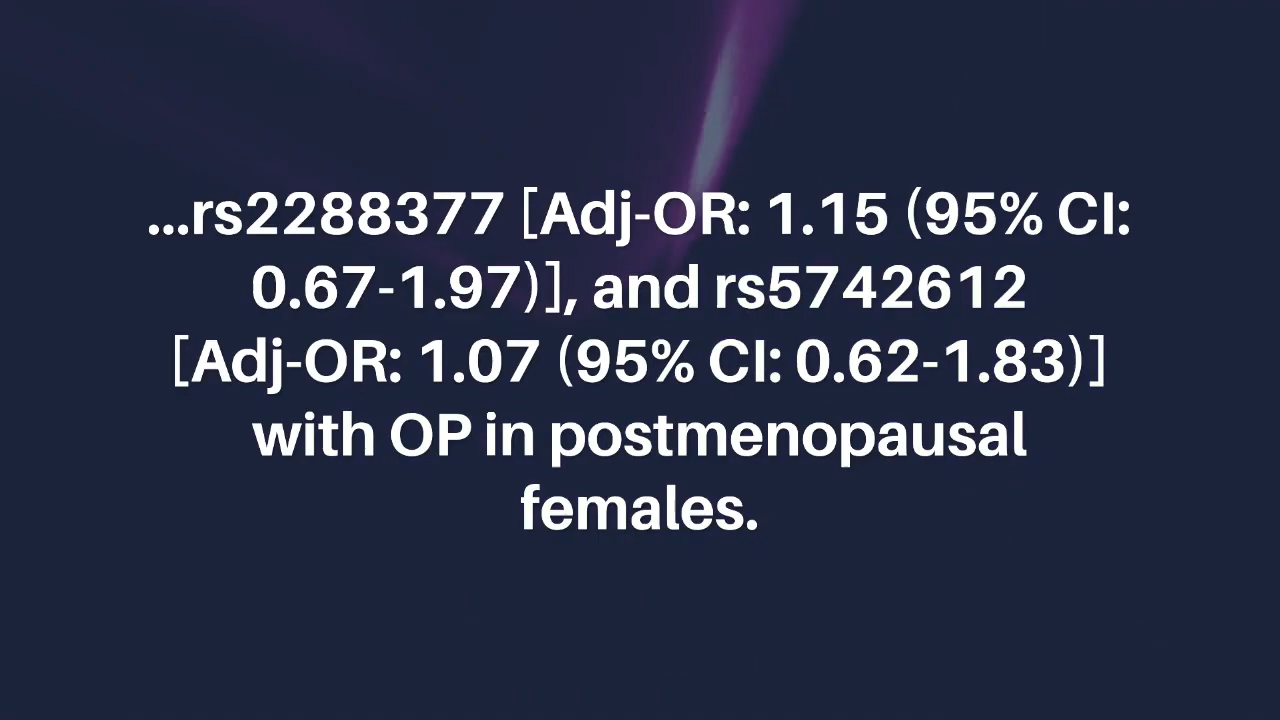 ...rs2288377 [Adj-OR: 1.15 (95% CI:
0.67-1.97)], and rs5742612
[Adj-OR: 1.07 (95% CI: 0.62-1.83)]
with OP in postmenopausal
females.